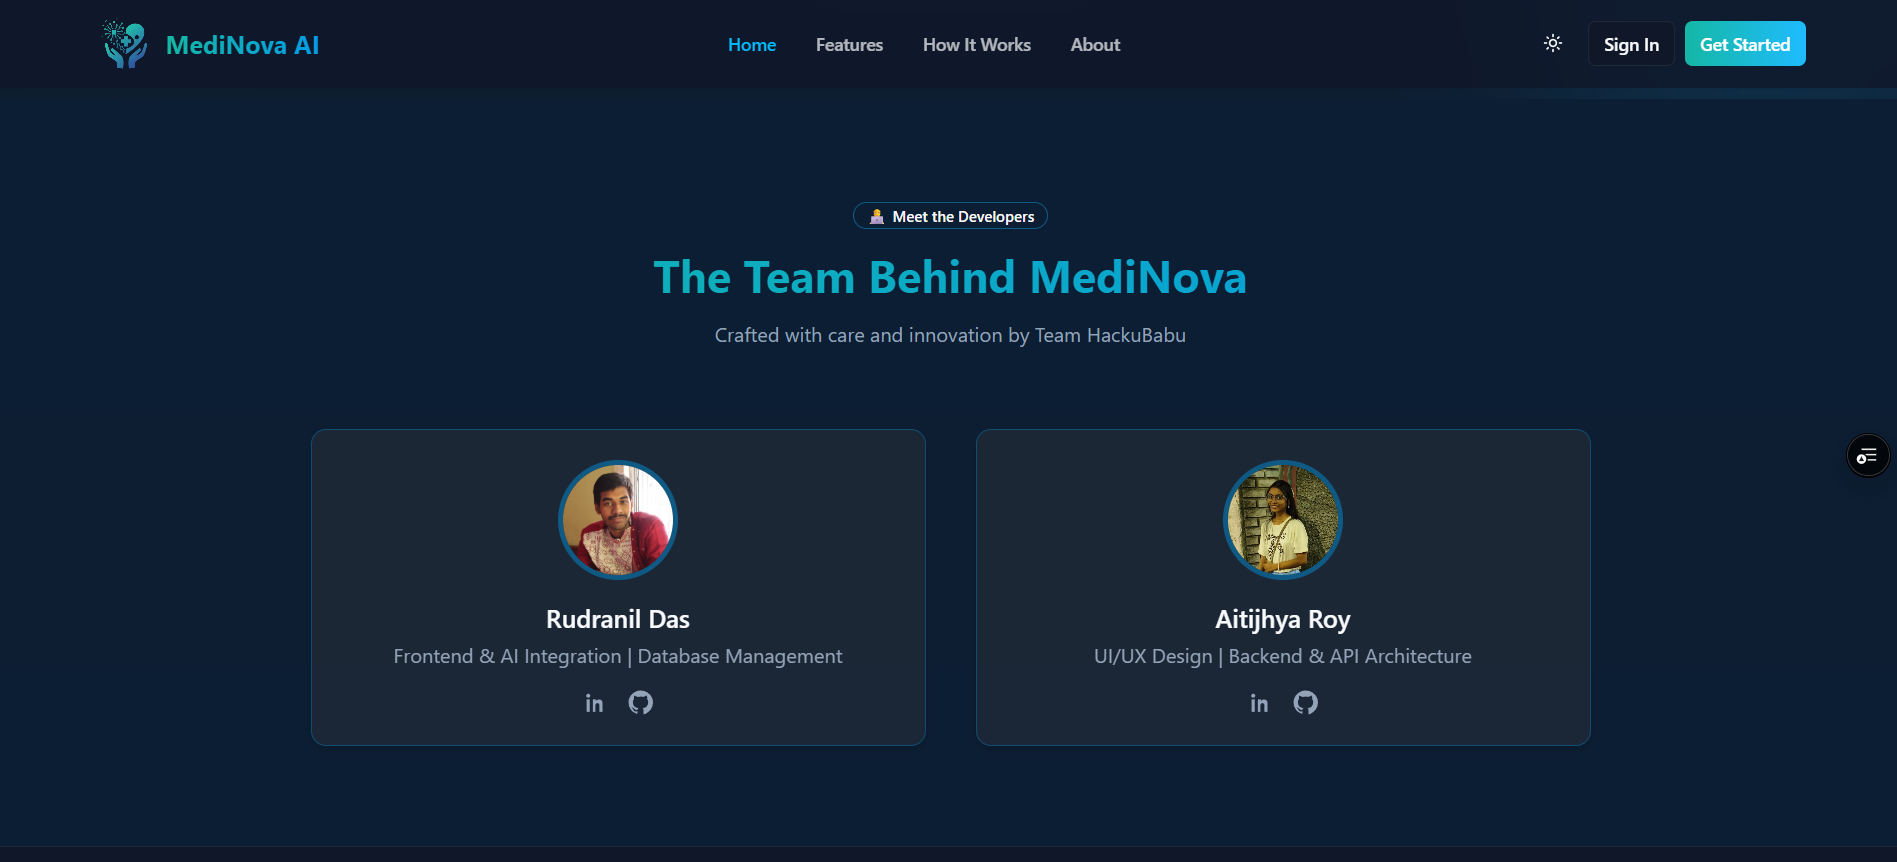 MediNova AI
Home
Features
How It Works
About
Sign In
Get Started
Meet the Developers
The Team Behind MediNova
Crafted with care and innovation by Team HackuBabu
Rudranil Das
Frontend & AI Integration | Database Management
in
Aitijhya Roy
UI/UX Design | Backend & API Architecture
in